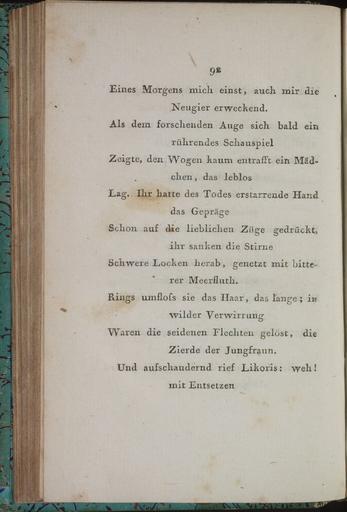 92
Eines Morgens mich einst, auch mir die
Neugier erweckend.
Als dem forschenden Auge sich bald ein
rührendes Schauspiel
Zeigte, den Wogen kaum entrafft ein Mäd-
chen, das leblos
Lag. Ihr hatte des Todes erstarrende Hand
das Gepräge
Schon auf die lieblichen Züge gedrückt,
ihr sanken die Stirne
Schwere Locken herab, genetzt mit bitte-
rer Meerfluth.
Rings umfloſs sie das Haar, das lange; in
wilder Verwirrung
Waren die seidenen Flechten gelöst, die
Zierde der Jungfraun.
Und aufschaudernd rief Likoris: weh!
mit Entsetzen